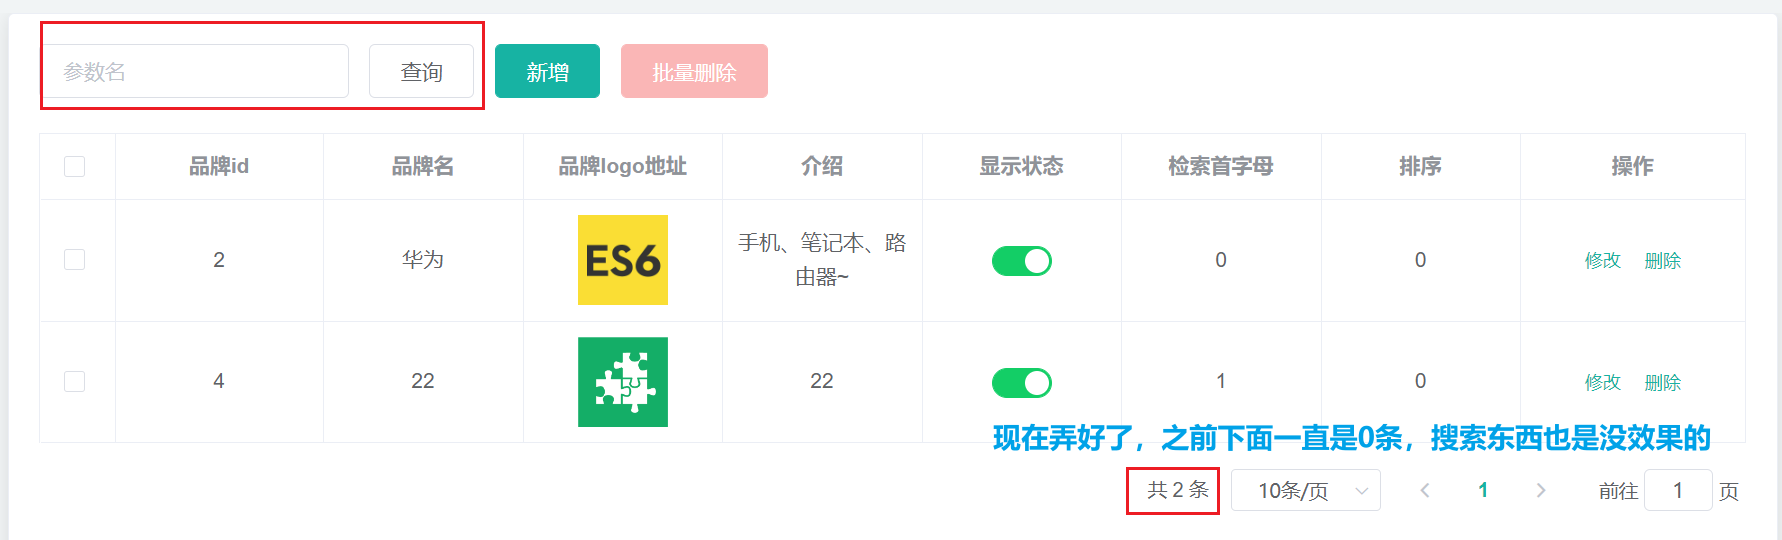 参数名 查询 新增 批量删除
品牌id 品牌名 品牌logo地址 介绍 显示状态 检索首字母 排序 操作
2 华为 ES6 手机、笔记本、路 0 0 修改 删除
由器~
4 22 22 1 0 修改 删除
现在弄好了，之前下面一直是0条，搜索东西也是没效果的
共 2 条 10条/页 1 前往 1 页